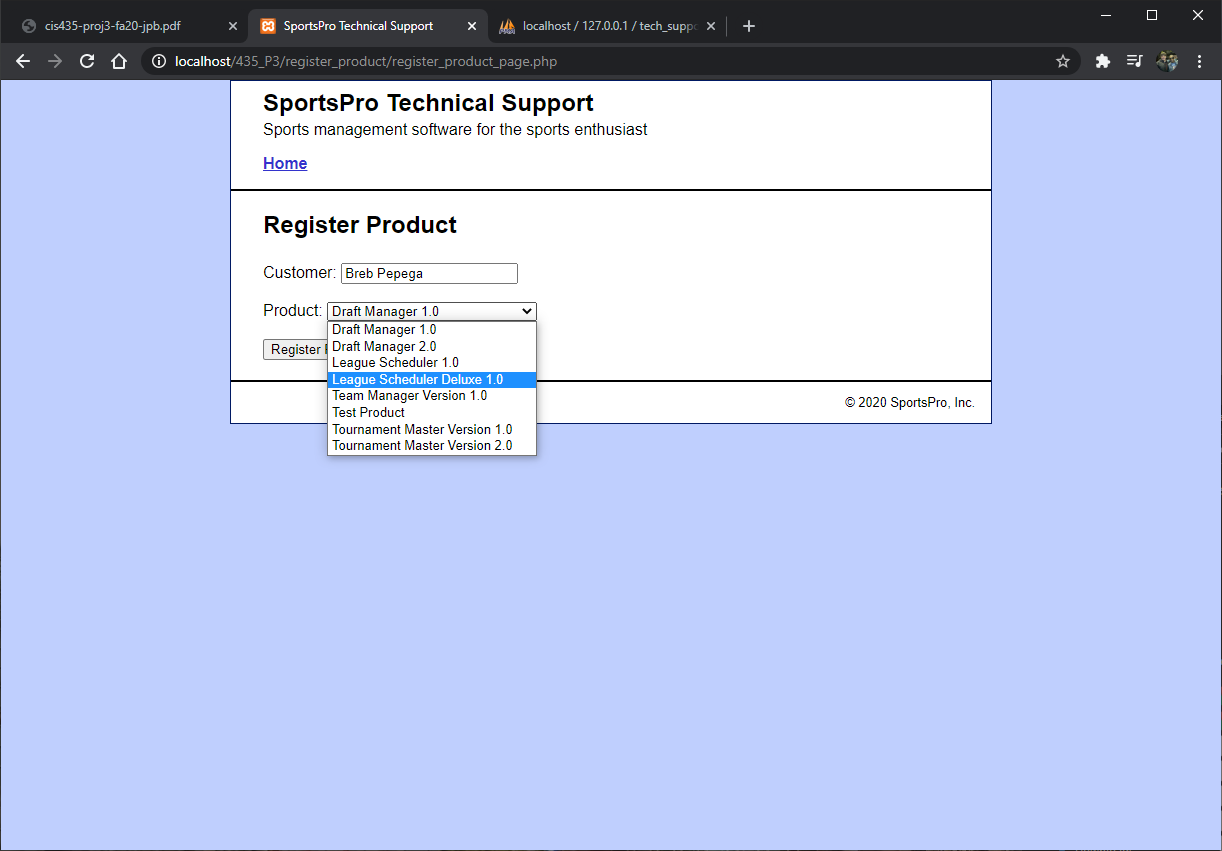 cis435-proj3-fa20-jpb.pdf
SportsPro Technical Support
localhost / 127.0.0.1 / tech_supp
localhost/435_P3/register_product/register_product_page.php
SportsPro Technical Support
Sports management software for the sports enthusiast
Home
Register Product
Customer: Breb Pepega
Product: Draft Manager 1.0
Draft Manager 1.0
Draft Manager 2.0
Register
League Scheduler 1.0
League Scheduler Deluxe 1.0
Team Manager Version 1.0
Test Product
Tournament Master Version 1.0
Tournament Master Version 2.0
© 2020 SportsPro, Inc.